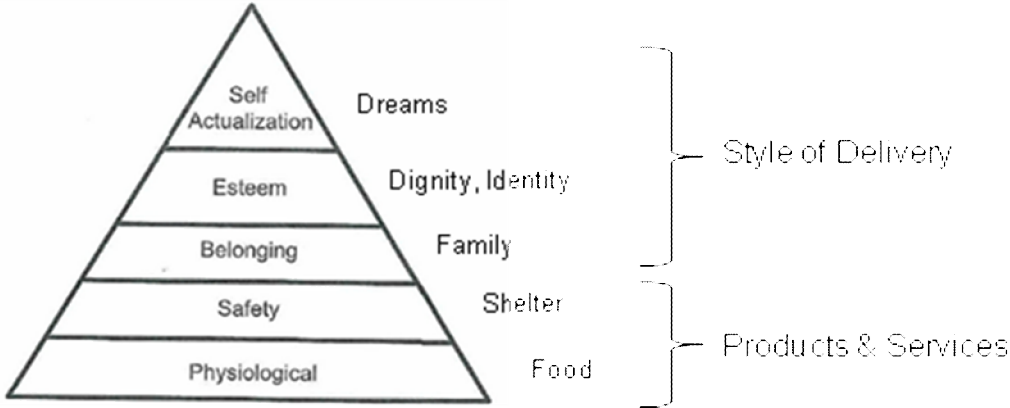 Self
Actualization
Dreams
Style of Delivery
Esteem
Dignity, Identity
Belonging
Family
Safety
Shelter
Products & Services
Physiological
Food